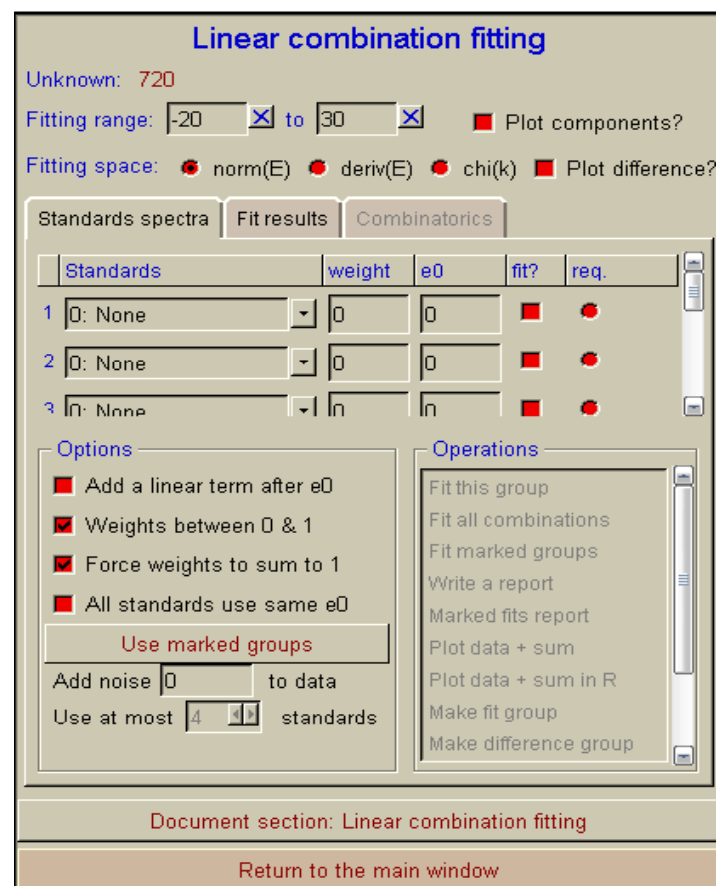 Linear combination fitting
Unknown: 720
Fitting range: -20 to 30 Plot components?
Fitting space: norm(E) deriv(E) chi(k) Plot difference?
Standards spectra Fit results Combinatorics
Standards weight e0 fit? req.
1 0: None 0 0
2 0: None 0 0
3 0: None 0 0
Options
Add a linear term after e0
Weights between 0 & 1
Force weights to sum to 1
All standards use same e0
Use marked groups
Add noise 0 to data
Use at most 4 standards
Operations
Fit this group
Fit all combinations
Fit marked groups
Write a report
Marked fits report
Plot data + sum
Plot data + sum in R
Make fit group
Make difference group
Document section: Linear combination fitting
Return to the main window